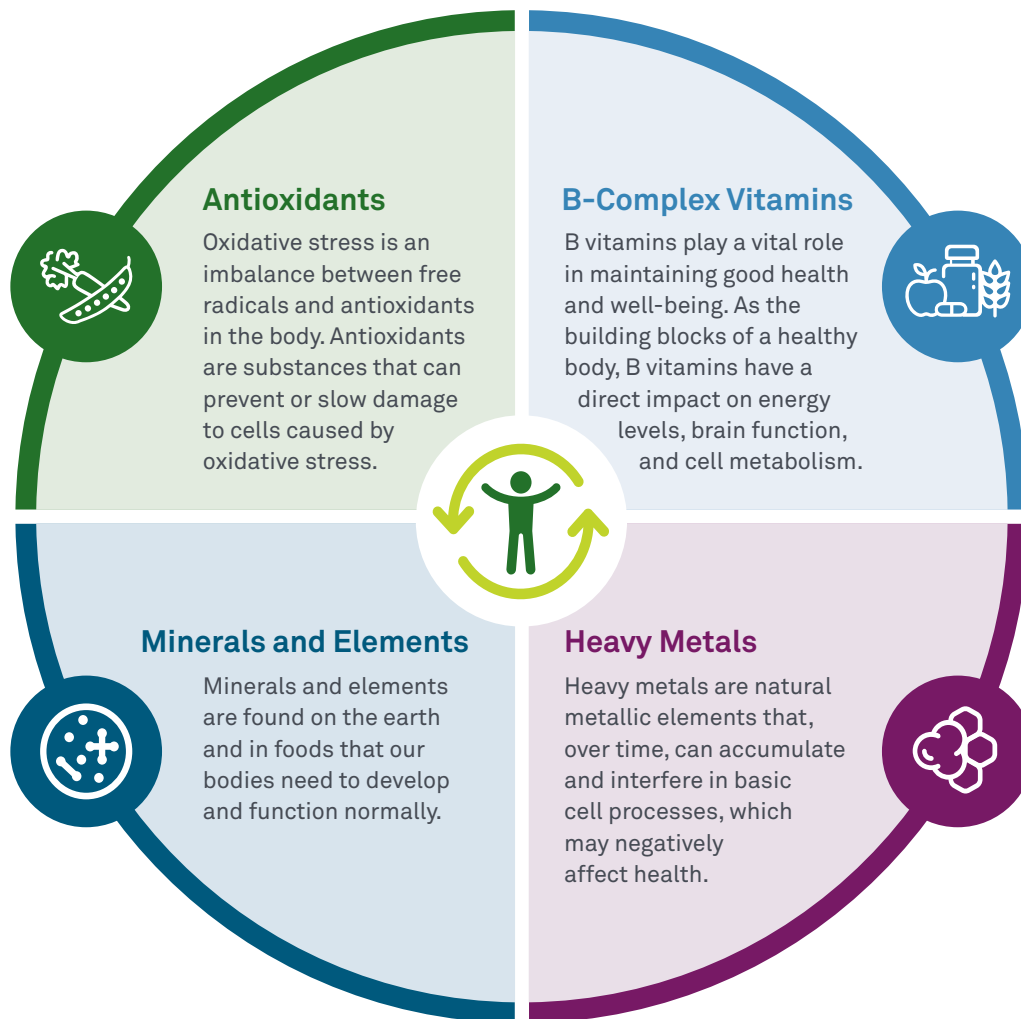 Antioxidants
Oxidative stress is an
imbalance between free
radicals and antioxidants
in the body. Antioxidants
are substances that can
prevent or slow damage
to cells caused by
oxidative stress.
B-Complex Vitamins
B vitamins play a vital role
in maintaining good health
and well-being. As the
building blocks of a healthy
body, B vitamins have a
direct impact on energy
levels, brain function,
and cell metabolism.
Minerals and Elements
Minerals and elements
are found on the earth
and in foods that our
bodies need to develop
and function normally.
Heavy Metals
Heavy metals are natural
metallic elements that,
over time, can accumulate
and interfere in basic
cell processes, which
may negatively
affect health.